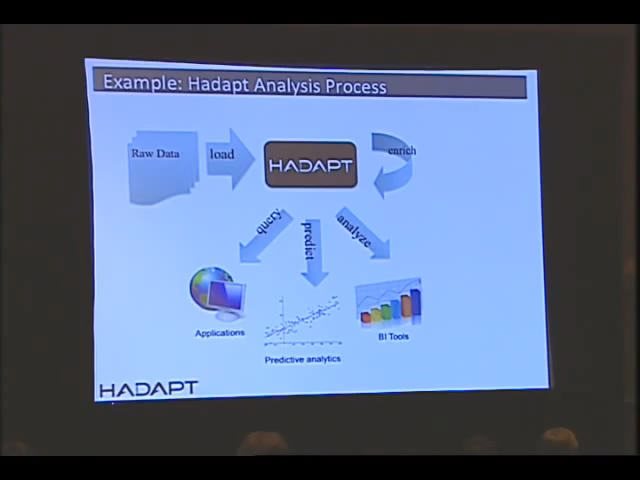 Example: Hadapt Analysis Process
Raw Data
load
HADAPT
enrich
query
predict
analyze
Applications
Predictive analytics
BI Tools
HADAPT